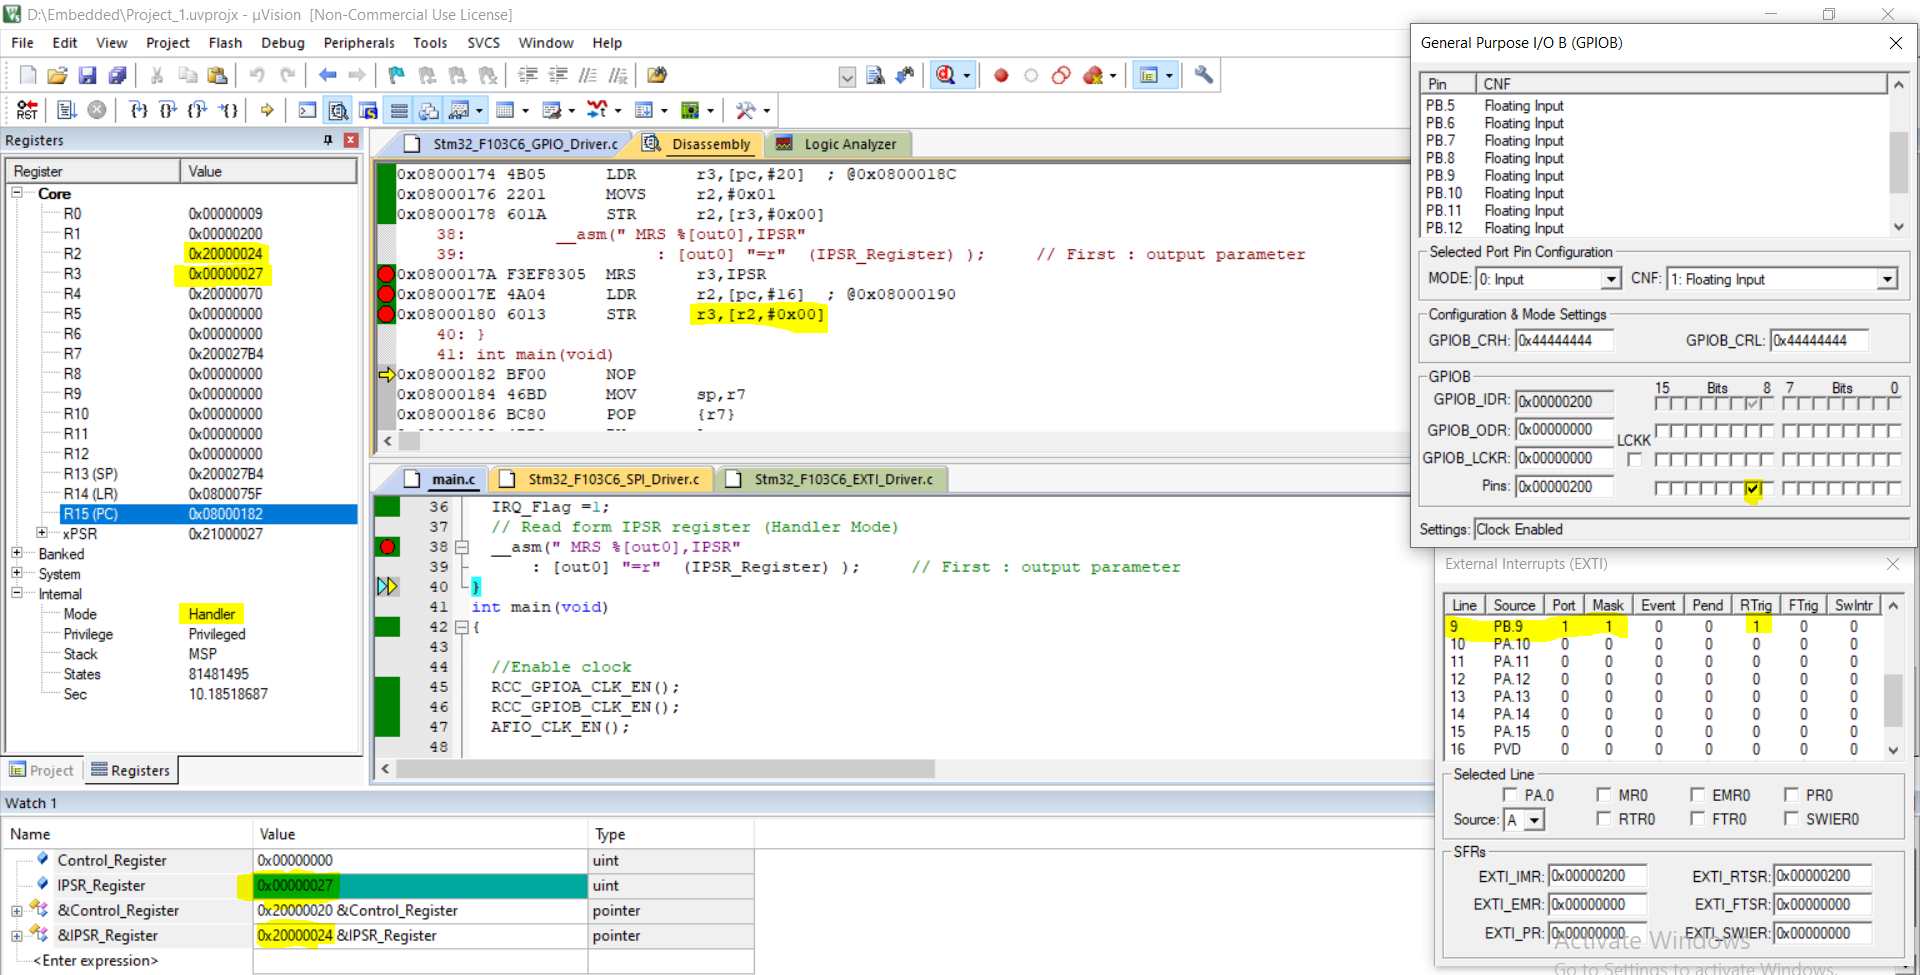 D:\Embedded\Project_1.uvprojx - µVision  [Non-Commercial Use License]
File Edit View Project Flash Debug Peripherals Tools SVCS Window Help
Registers
Register Value
Core
R0 0x00000009
R1 0x00000200
R2 0x20000024
R3 0x00000027
R4 0x20000070
R5 0x00000000
R6 0x00000000
R7 0x200027B4
R8 0x00000000
R9 0x00000000
R10 0x00000000
R11 0x00000000
R12 0x00000000
R13 (SP) 0x200027B4
R14 (LR) 0x0800075F
R15 (PC) 0x08000182
xPSR 0x21000027
Banked
System
Internal
Mode Handler
Privilege Privileged
Stack MSP
States 81481495
Sec 10.18518687
Project Registers
Stm32_F103C6_GPIO_Driver.c Disassembly Logic Analyzer
0x08000174 4B05 LDR r3,[pc,#20] ; @0x0800018C
0x08000176 2201 MOVS r2,#0x01
0x08000178 601A STR r2,[r3,#0x00]
38: __asm(" MRS %[out0],IPSR"
39: : [out0] "=r" (IPSR_Register) ); // First : output parameter
0x0800017A F3EF8305 MRS r3,IPSR
0x0800017E 4A04 LDR r2,[pc,#16] ; @0x08000190
0x08000180 6013 STR r3,[r2,#0x00]
40: }
41: int main(void)
0x08000182 BF00 NOP
0x08000184 46BD MOV sp,r7
0x08000186 BC80 POP {r7}
main.c Stm32_F103C6_SPI_Driver.c Stm32_F103C6_EXTI_Driver.c
36 IRQ_Flag =1;
37 // Read form IPSR register (Handler Mode)
38 __asm(" MRS %[out0],IPSR"
39 : [out0] "=r" (IPSR_Register) ); // First : output parameter
40 }
41 int main(void)
42 {
43
44 //Enable clock
45 RCC_GPIOA_CLK_EN();
46 RCC_GPIOB_CLK_EN();
47 AFIO_CLK_EN();
48
Watch 1
Name Value Type
Control_Register 0x00000000 uint
IPSR_Register 0x00000027 uint
&Control_Register 0x20000020 &Control_Register pointer
&IPSR_Register 0x20000024 &IPSR_Register pointer
<Enter expression>
General Purpose I/O B (GPIOB)
Pin CNF
PB.5 Floating Input
PB.6 Floating Input
PB.7 Floating Input
PB.8 Floating Input
PB.9 Floating Input
PB.10 Floating Input
PB.11 Floating Input
PB.12 Floating Input
Selected Port Pin Configuration
MODE: 0: Input CNF: 1: Floating Input
Configuration & Mode Settings
GPIOB_CRH: 0x44444444 GPIOB_CRL: 0x44444444
GPIOB
15 Bits 8 7 Bits 0
GPIOB_IDR: 0x00000200
GPIOB_ODR: 0x00000000
LCKK
GPIOB_LCKR: 0x00000000
Pins: 0x00000200
Settings: Clock Enabled
External Interrupts (EXTI)
Line Source Port Mask Event Pend RTrig FTrig SwIntr
9 PB.9 1 1 0 0 1 0 0
10 PA.10 0 0 0 0 0 0 0
11 PA.11 0 0 0 0 0 0 0
12 PA.12 0 0 0 0 0 0 0
13 PA.13 0 0 0 0 0 0 0
14 PA.14 0 0 0 0 0 0 0
15 PA.15 0 0 0 0 0 0 0
16 PVD 0 0 0 0 0 0 0
Selected Line
PA.0 MR0 EMR0 PR0
Source: A RTR0 FTR0 SWIER0
SFRs
EXTI_IMR: 0x00000200 EXTI_RTSR: 0x00000200
EXTI_EMR: 0x00000000 EXTI_FTSR: 0x00000000
EXTI_PR: 0x00000000 EXTI_SWIER: 0x00000000
Activate Windows
Go to Settings to activate Windows.